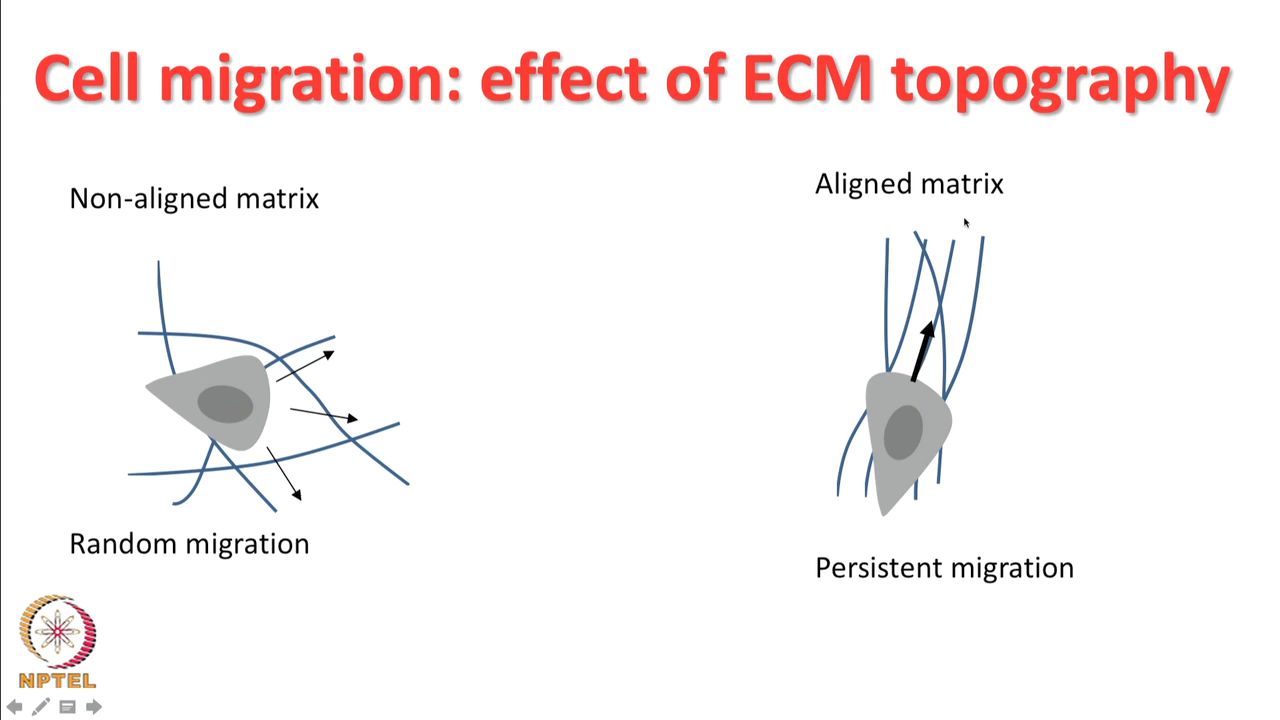 Cell migration: effect of ECM topography
Non-aligned matrix
Aligned matrix
Random migration
Persistent migration
NPTEL